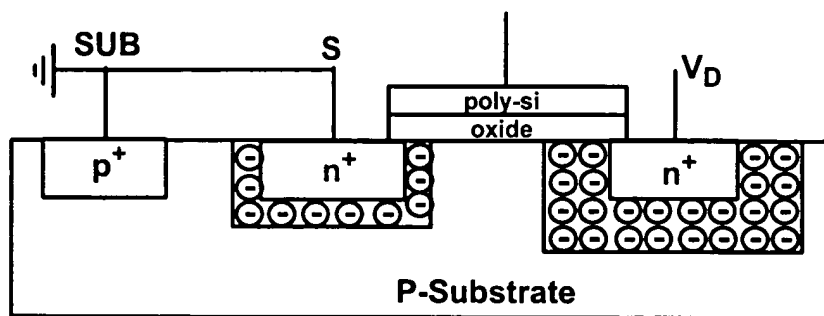 SUB
S
V_D
poly-si
oxide
p+
n+
n+
P-Substrate